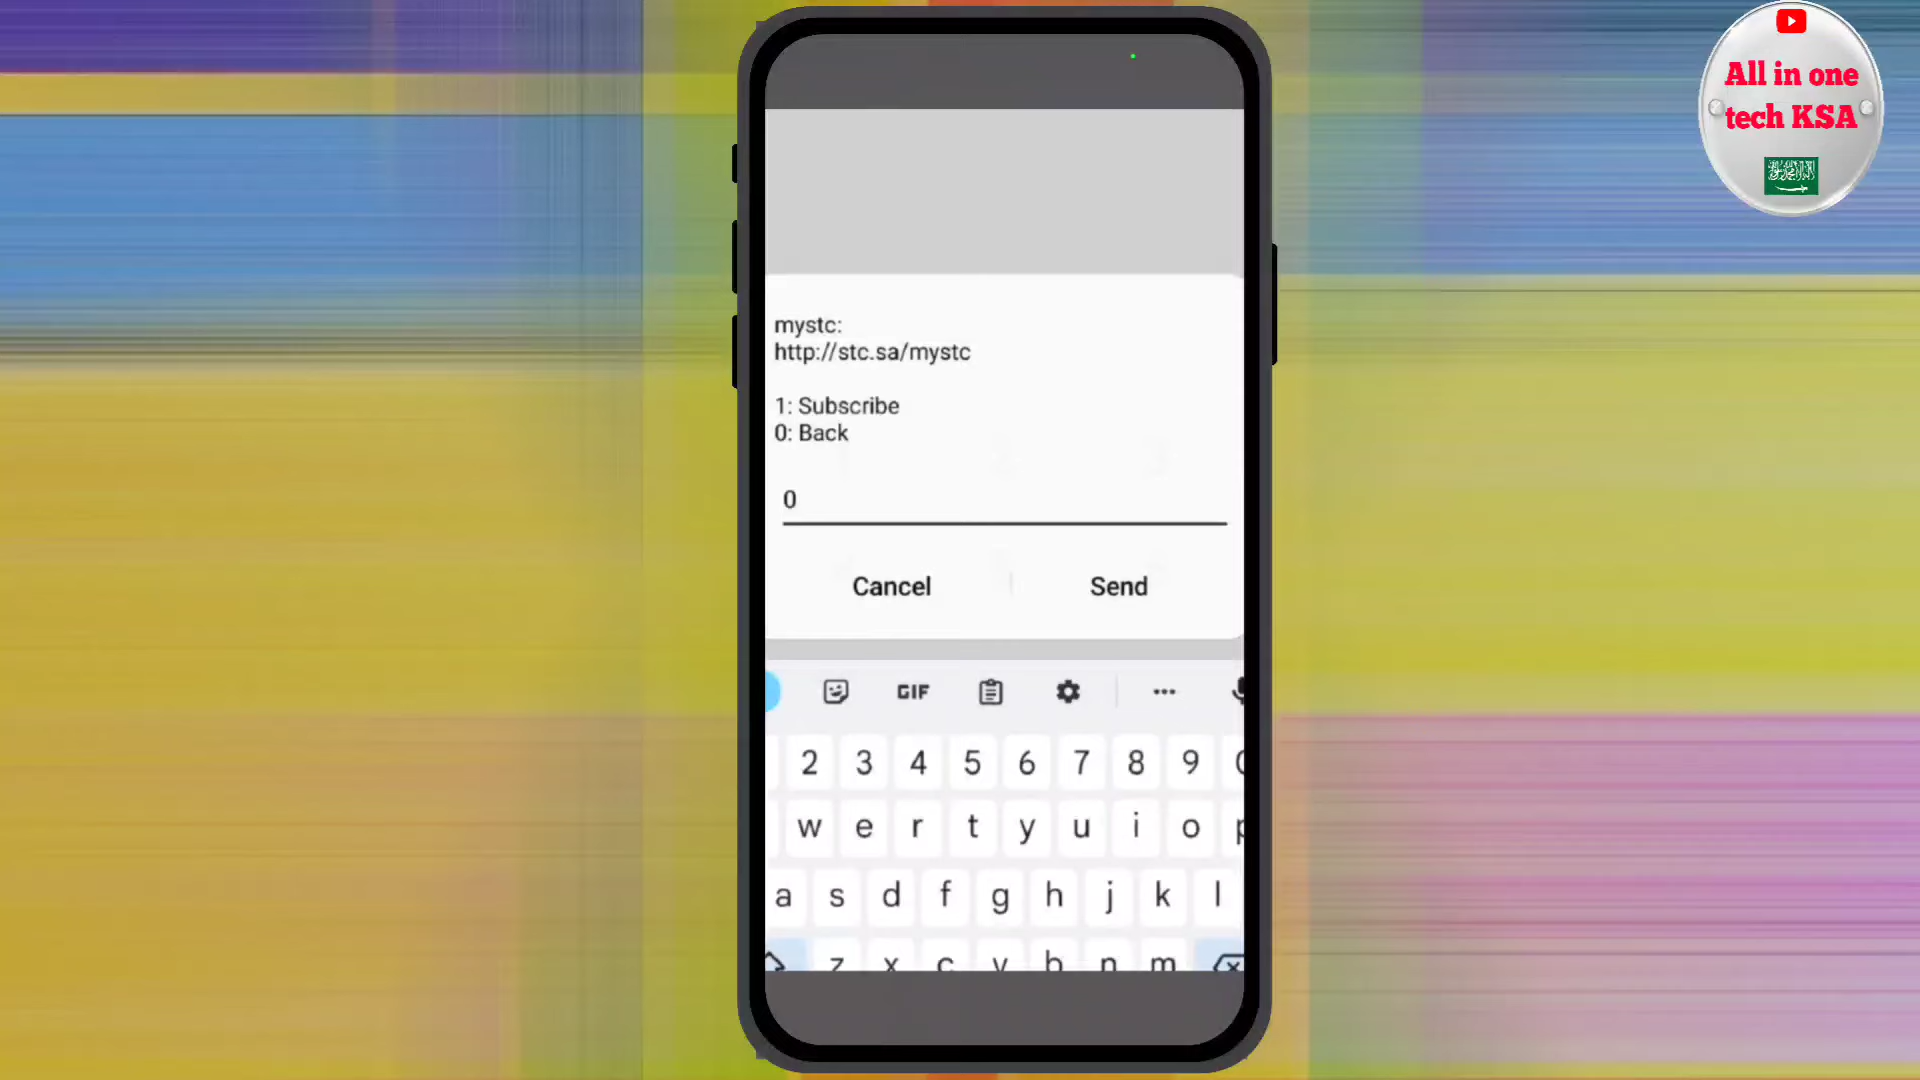 All in one
tech KSA
mystc:
http://stc.sa/mystc
1: Subscribe
0: Back
0
Cancel
Send
GIF
2 3 4 5 6 7 8 9
w e r t y u i o p
a s d f g h j k l
z x c v b n m